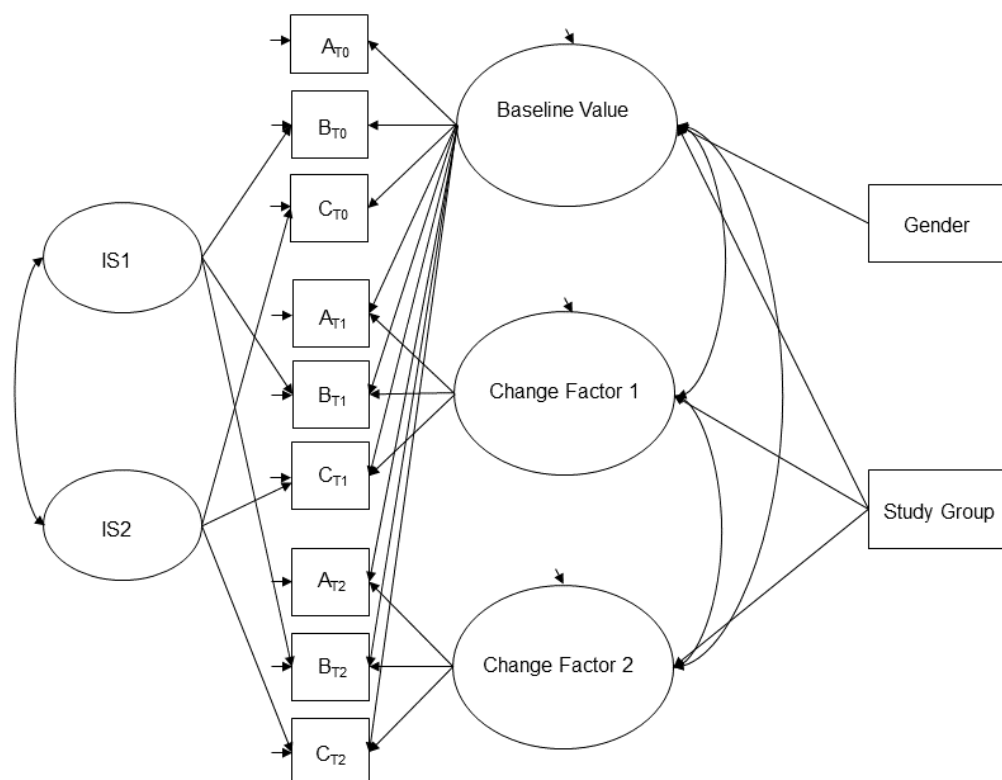 A_T0
B_T0
C_T0
A_T1
B_T1
C_T1
A_T2
B_T2
C_T2
IS1
IS2
Baseline Value
Change Factor 1
Change Factor 2
Gender
Study Group